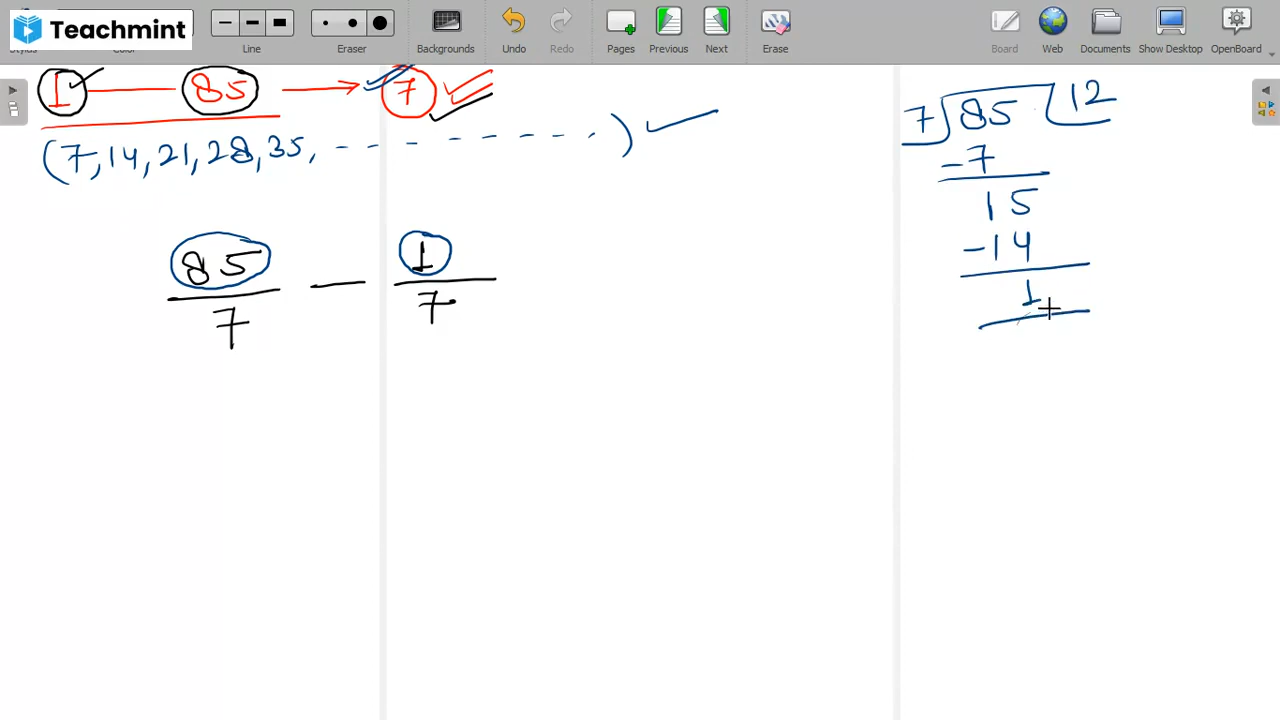 Teachmint
Line
Eraser
Backgrounds
Undo
Redo
Pages
Previous
Next
Erase
Board
Web
Documents
Show Desktop
OpenBoard
1 — 85 → 7
(7, 14, 21, 28, 35, - - - - - - - - - )
85/7 — 1/7
7 ) 85 ( 12
-7
15
-14
1